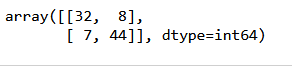 array([[32,  8],
       [ 7, 44]], dtype=int64)